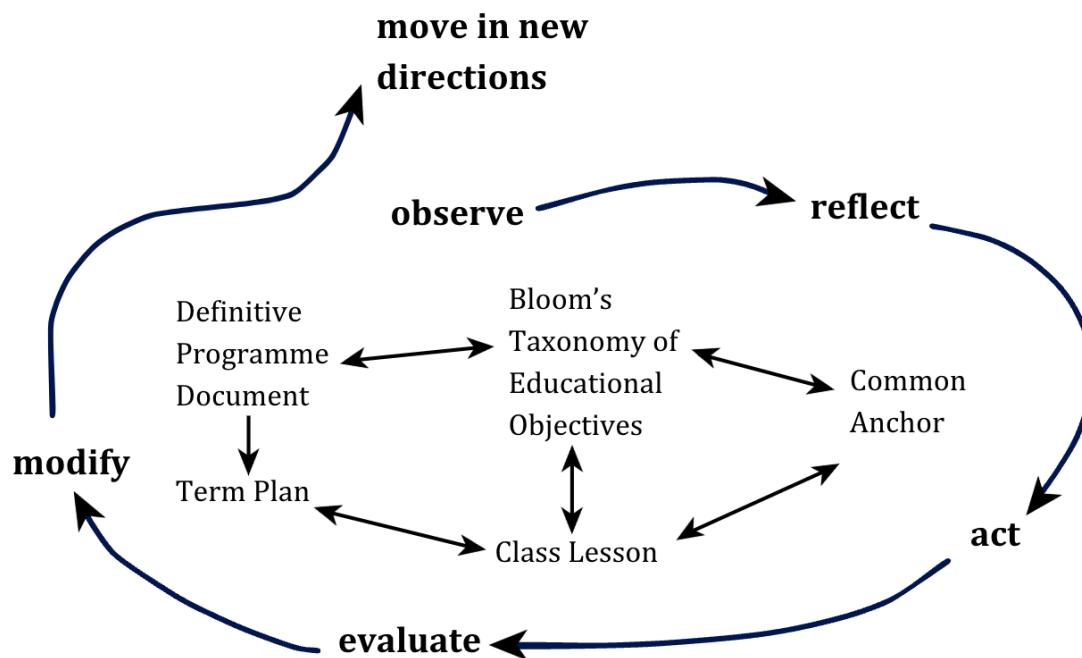 move in new
directions
observe
reflect
Definitive
Programme
Document
Bloom’s
Taxonomy of
Educational
Objectives
Common
Anchor
modify
Term Plan
Class Lesson
act
evaluate